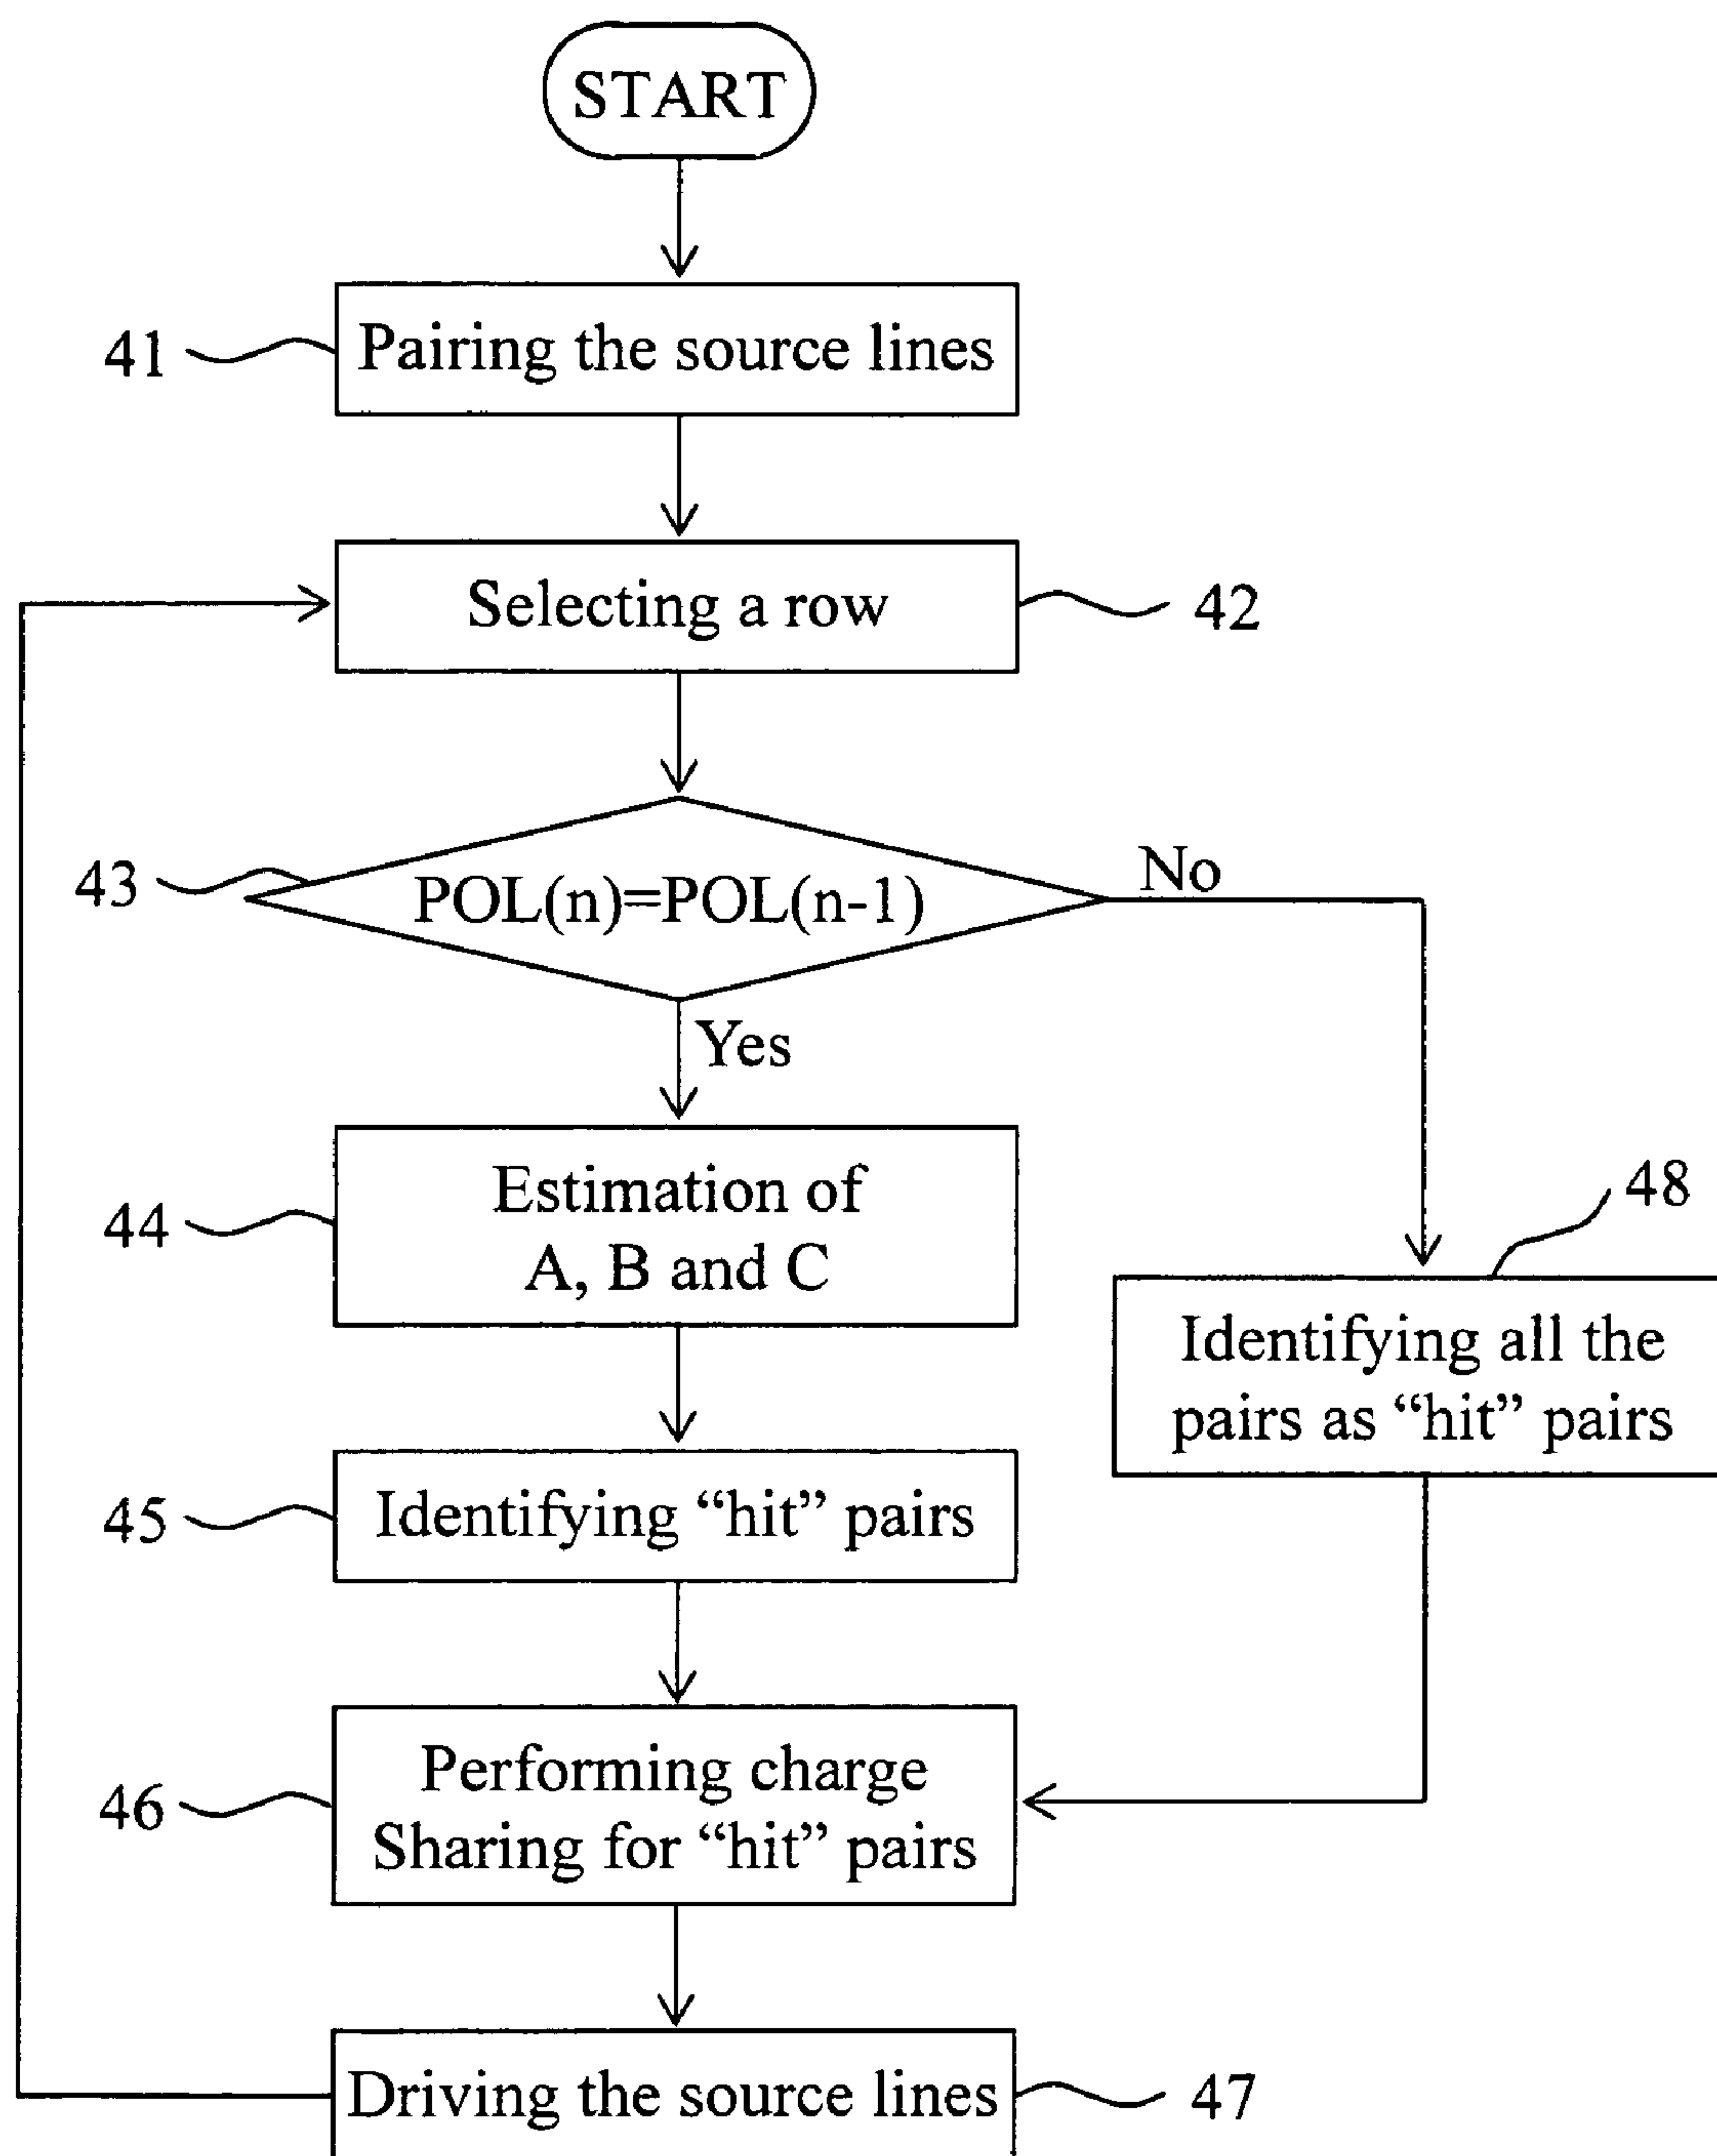 START
41
Pairing the source lines
Selecting a row
42
43
POL(n)=POL(n-1)
No
Yes
44
Estimation of
A, B and C
48
Identifying all the
pairs as “hit” pairs
45
Identifying “hit” pairs
46
Performing charge
Sharing for “hit” pairs
Driving the source lines
47